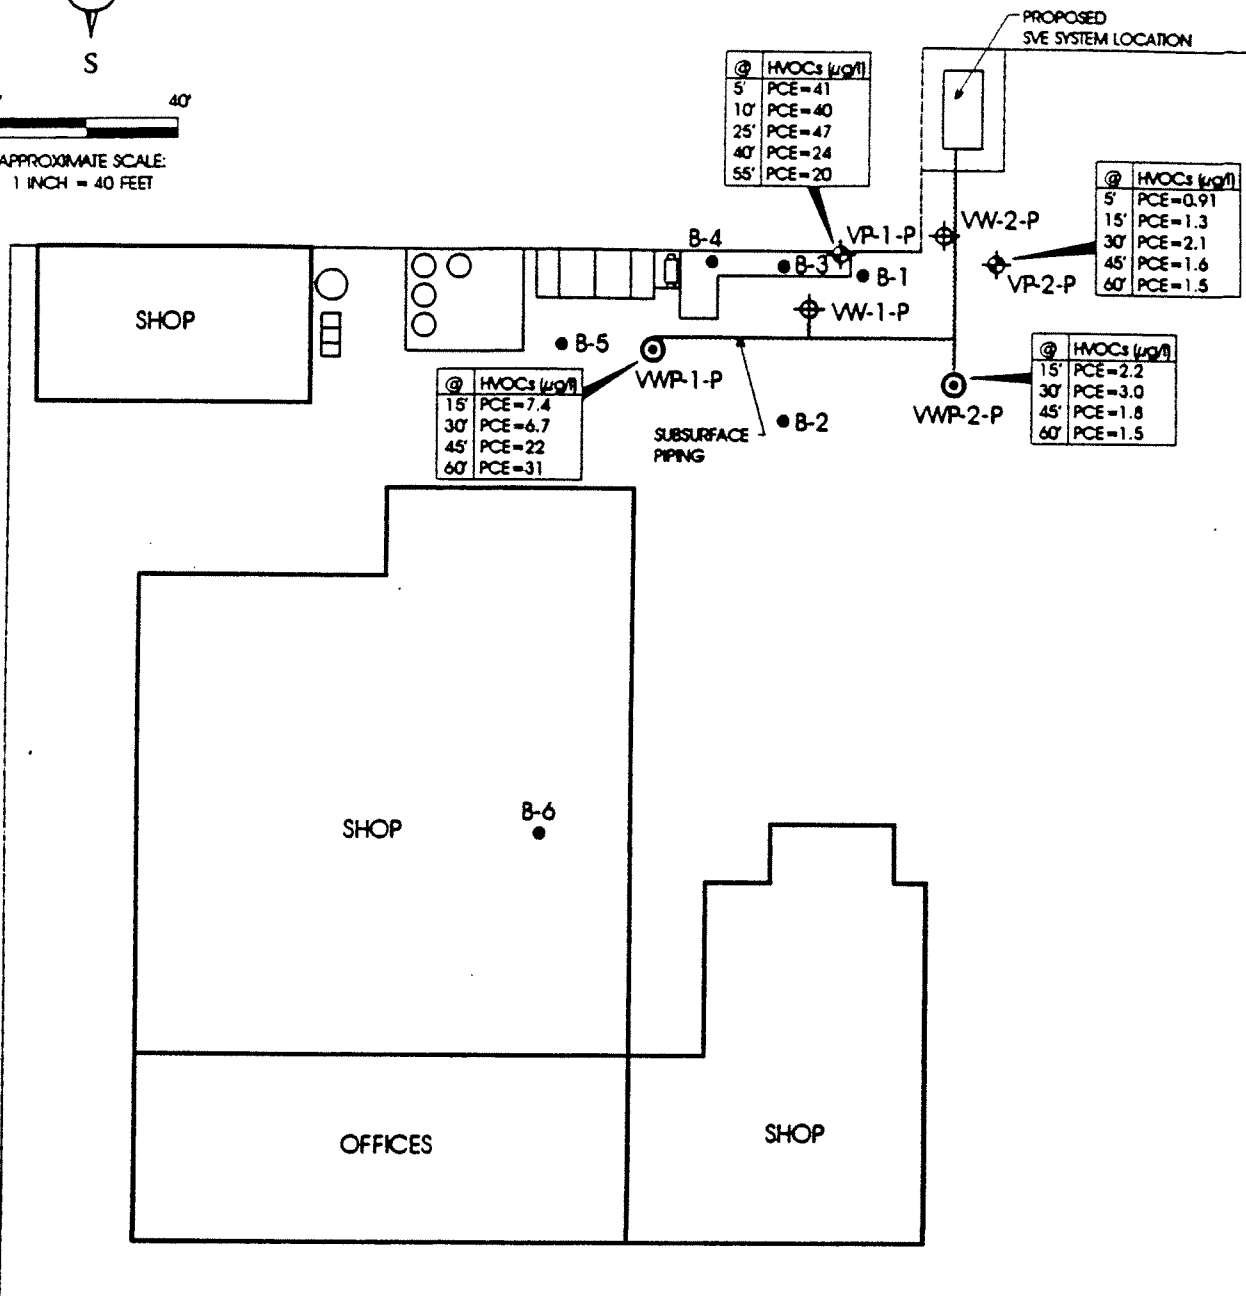 S
40'
APPROXIMATE SCALE:
1 INCH = 40 FEET
PROPOSED
SVE SYSTEM LOCATION
@ HVOCs (µg/l)
5' PCE=41
10' PCE=40
25' PCE=47
40' PCE=24
55' PCE=20
@ HVOCs (µg/l)
5' PCE=0.91
15' PCE=1.3
30' PCE=2.1
45' PCE=1.6
60' PCE=1.5
VW-2-P
VP-1-P
B-4
B-3
B-1
VP-2-P
VW-1-P
SHOP
B-5
VWP-1-P
@ HVOCs (µg/l)
15' PCE=2.2
30' PCE=3.0
45' PCE=1.8
60' PCE=1.5
VWP-2-P
@ HVOCs (µg/l)
15' PCE=7.4
30' PCE=6.7
45' PCE=22
60' PCE=31
B-2
SUBSURFACE
PIPING
B-6
SHOP
OFFICES
SHOP